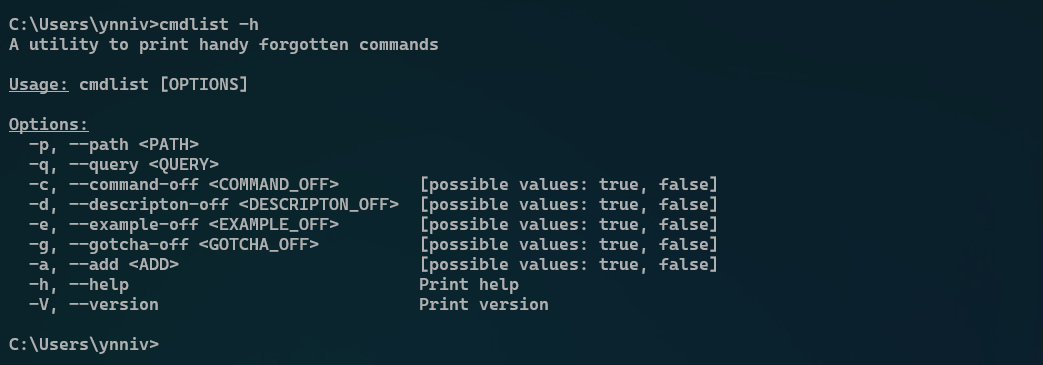 C:\Users\ynniv>cmdlist -h
A utility to print handy forgotten commands
Usage: cmdlist [OPTIONS]
Options:
-p, --path <PATH>
-q, --query <QUERY>
-c, --command-off <COMMAND_OFF> [possible values: true, false]
-d, --descripton-off <DESCRIPTON_OFF> [possible values: true, false]
-e, --example-off <EXAMPLE_OFF> [possible values: true, false]
-g, --gotcha-off <GOTCHA_OFF> [possible values: true, false]
-a, --add <ADD> [possible values: true, false]
-h, --help Print help
-V, --version Print version
C:\Users\ynniv>